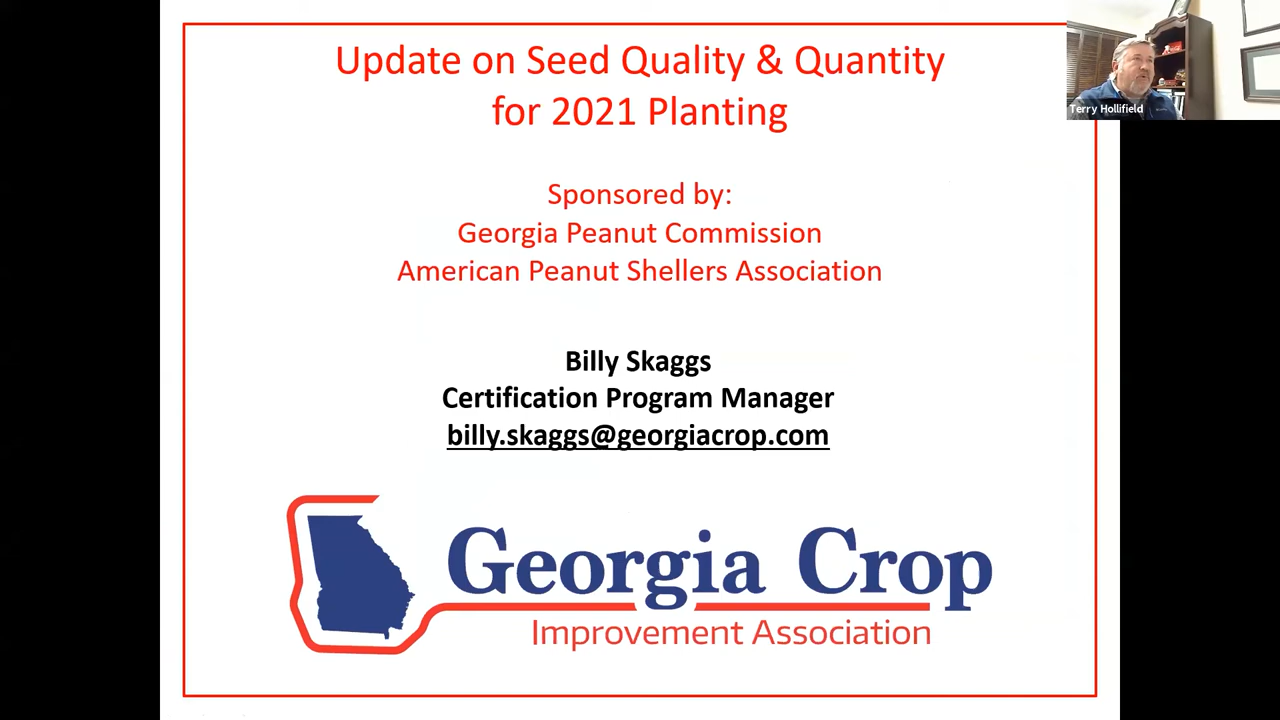 Update on Seed Quality & Quantity
for 2021 Planting
Sponsored by:
Georgia Peanut Commission
American Peanut Shellers Association
Billy Skaggs
Certification Program Manager
billy.skaggs@georgiacrop.com
Georgia Crop
Improvement Association
Terry Hollifield